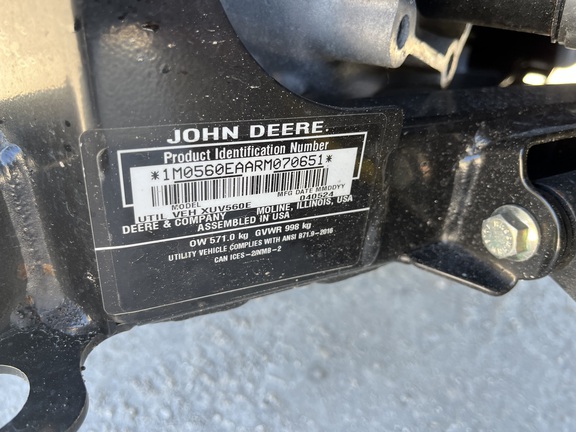 JOHN DEERE
Product Identification Number
*1M0560EAARM070651*
MODEL MFG DATE MMDDYY
UTIL VEH XUV560E 040524
DEERE & COMPANY MOLINE, ILLINOIS, USA
ASSEMBLED IN USA
OW 571.0 kg GVWR 998 kg
UTILITY VEHICLE COMPLIES WITH ANSI B71.9-2016
CAN ICES-2/NMB-2